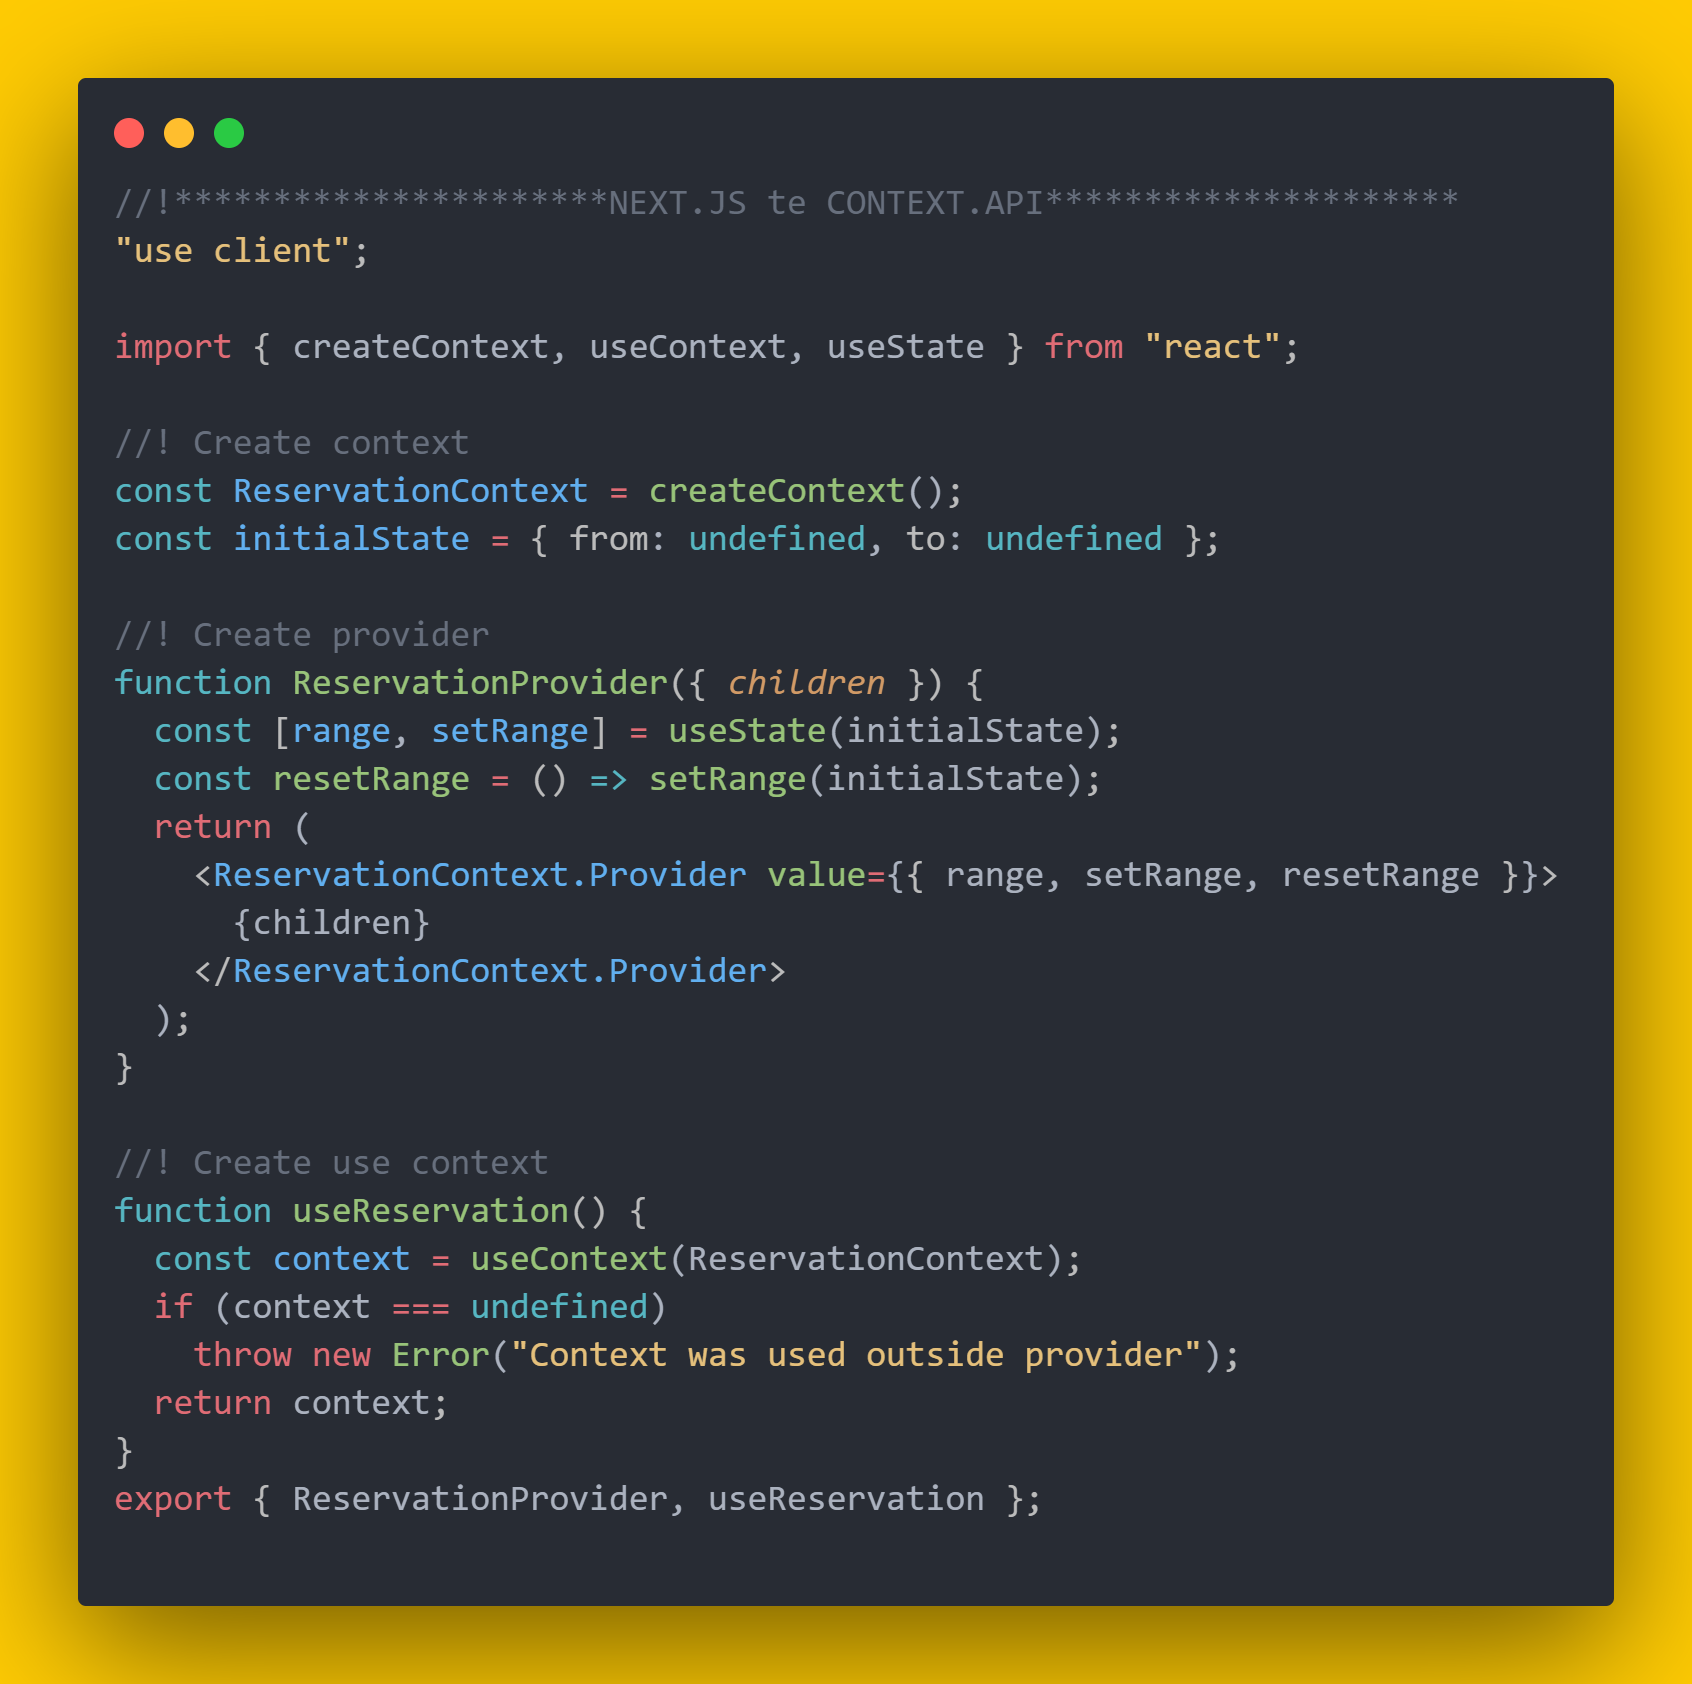 //!**********************NEXT.JS te CONTEXT.API*********************
"use client";
import { createContext, useContext, useState } from "react";
//! Create context
const ReservationContext = createContext();
const initialState = { from: undefined, to: undefined };
//! Create provider
function ReservationProvider({ children }) {
  const [range, setRange] = useState(initialState);
  const resetRange = () => setRange(initialState);
  return (
    <ReservationContext.Provider value={{ range, setRange, resetRange }}>
      {children}
    </ReservationContext.Provider>
  );
}
//! Create use context
function useReservation() {
  const context = useContext(ReservationContext);
  if (context === undefined)
    throw new Error("Context was used outside provider");
  return context;
}
export { ReservationProvider, useReservation };